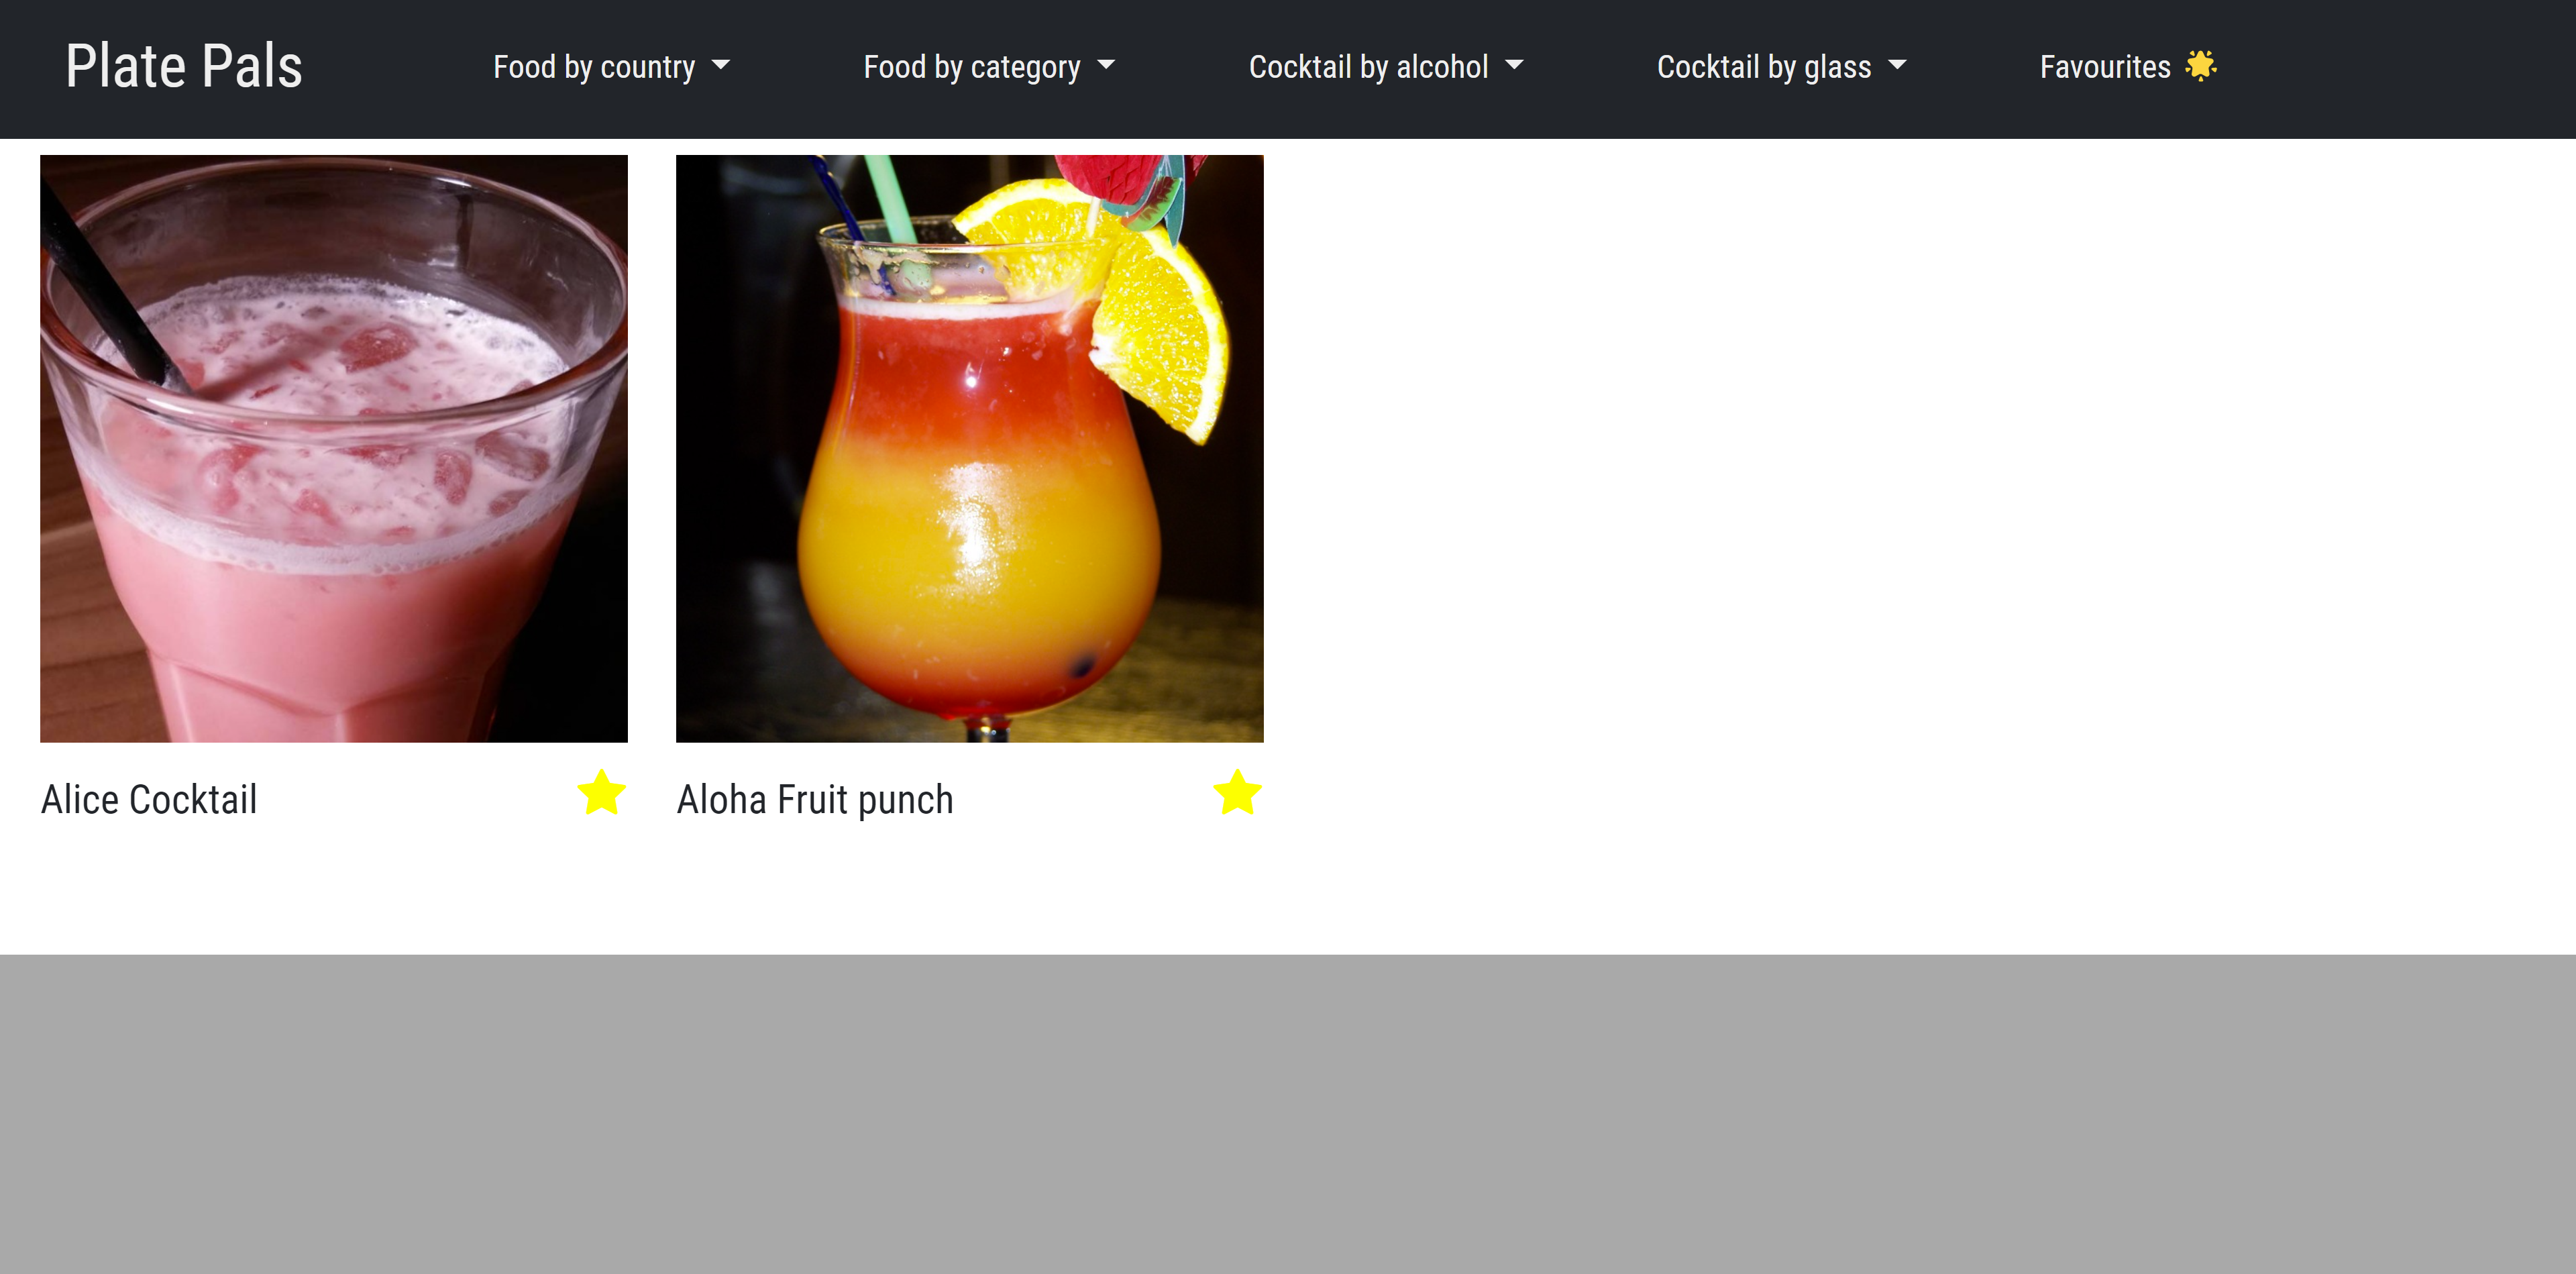 Plate Pals
Food by country
Food by category
Cocktail by alcohol
Cocktail by glass
Favourites 🌟
Alice Cocktail
Aloha Fruit punch